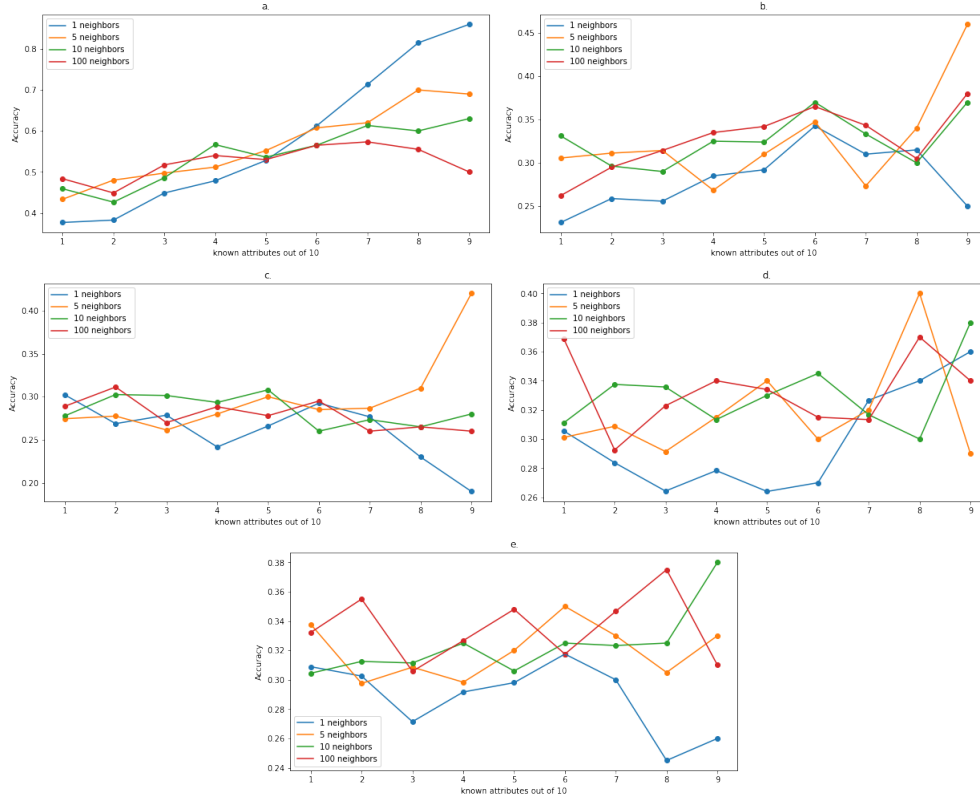 a.
1 neighbors
5 neighbors
10 neighbors
100 neighbors
Accuracy
0.8
0.7
0.6
0.5
0.4
1 2 3 4 5 6 7 8 9
known attributes out of 10
b.
1 neighbors
5 neighbors
10 neighbors
100 neighbors
Accuracy
0.45
0.40
0.35
0.30
0.25
1 2 3 4 5 6 7 8 9
known attributes out of 10
c.
1 neighbors
5 neighbors
10 neighbors
100 neighbors
Accuracy
0.40
0.35
0.30
0.25
0.20
1 2 3 4 5 6 7 8 9
known attributes out of 10
d.
1 neighbors
5 neighbors
10 neighbors
100 neighbors
Accuracy
0.40
0.38
0.36
0.34
0.32
0.30
0.28
0.26
1 2 3 4 5 6 7 8 9
known attributes out of 10
e.
Accuracy
0.38
0.36
0.34
0.32
0.30
0.28
0.26
0.24
1 neighbors
5 neighbors
10 neighbors
100 neighbors
1 2 3 4 5 6 7 8 9
known attributes out of 10